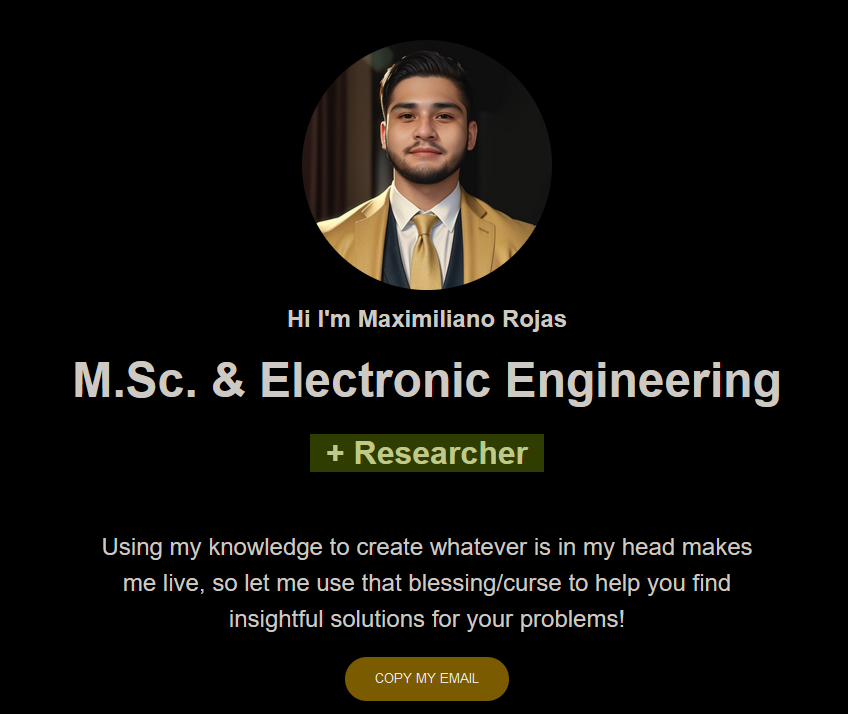 Hi I'm Maximiliano Rojas
M.Sc. & Electronic Engineering
+ Researcher
Using my knowledge to create whatever is in my head makes
me live, so let me use that blessing/curse to help you find
insightful solutions for your problems!
COPY MY EMAIL